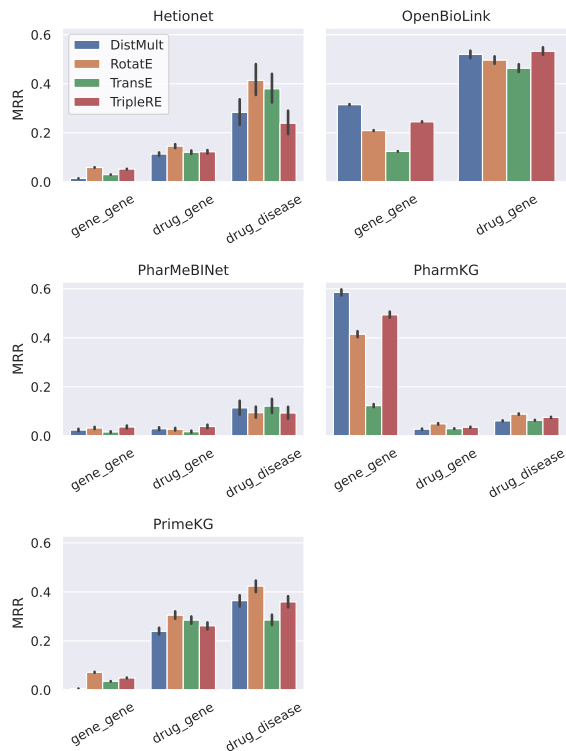 Hetionet
OpenBioLink
0.6
0.4
0.2
0.0
MRR
DistMult
RotatE
TransE
TripleRE
gene_gene
drug_gene
drug_disease
gene_gene
drug_gene
PharMeBINet
PharmKG
0.6
0.4
0.2
0.0
MRR
gene_gene
drug_gene
drug_disease
gene_gene
drug_gene
drug_disease
PrimeKG
0.6
0.4
0.2
0.0
MRR
gene_gene
drug_gene
drug_disease